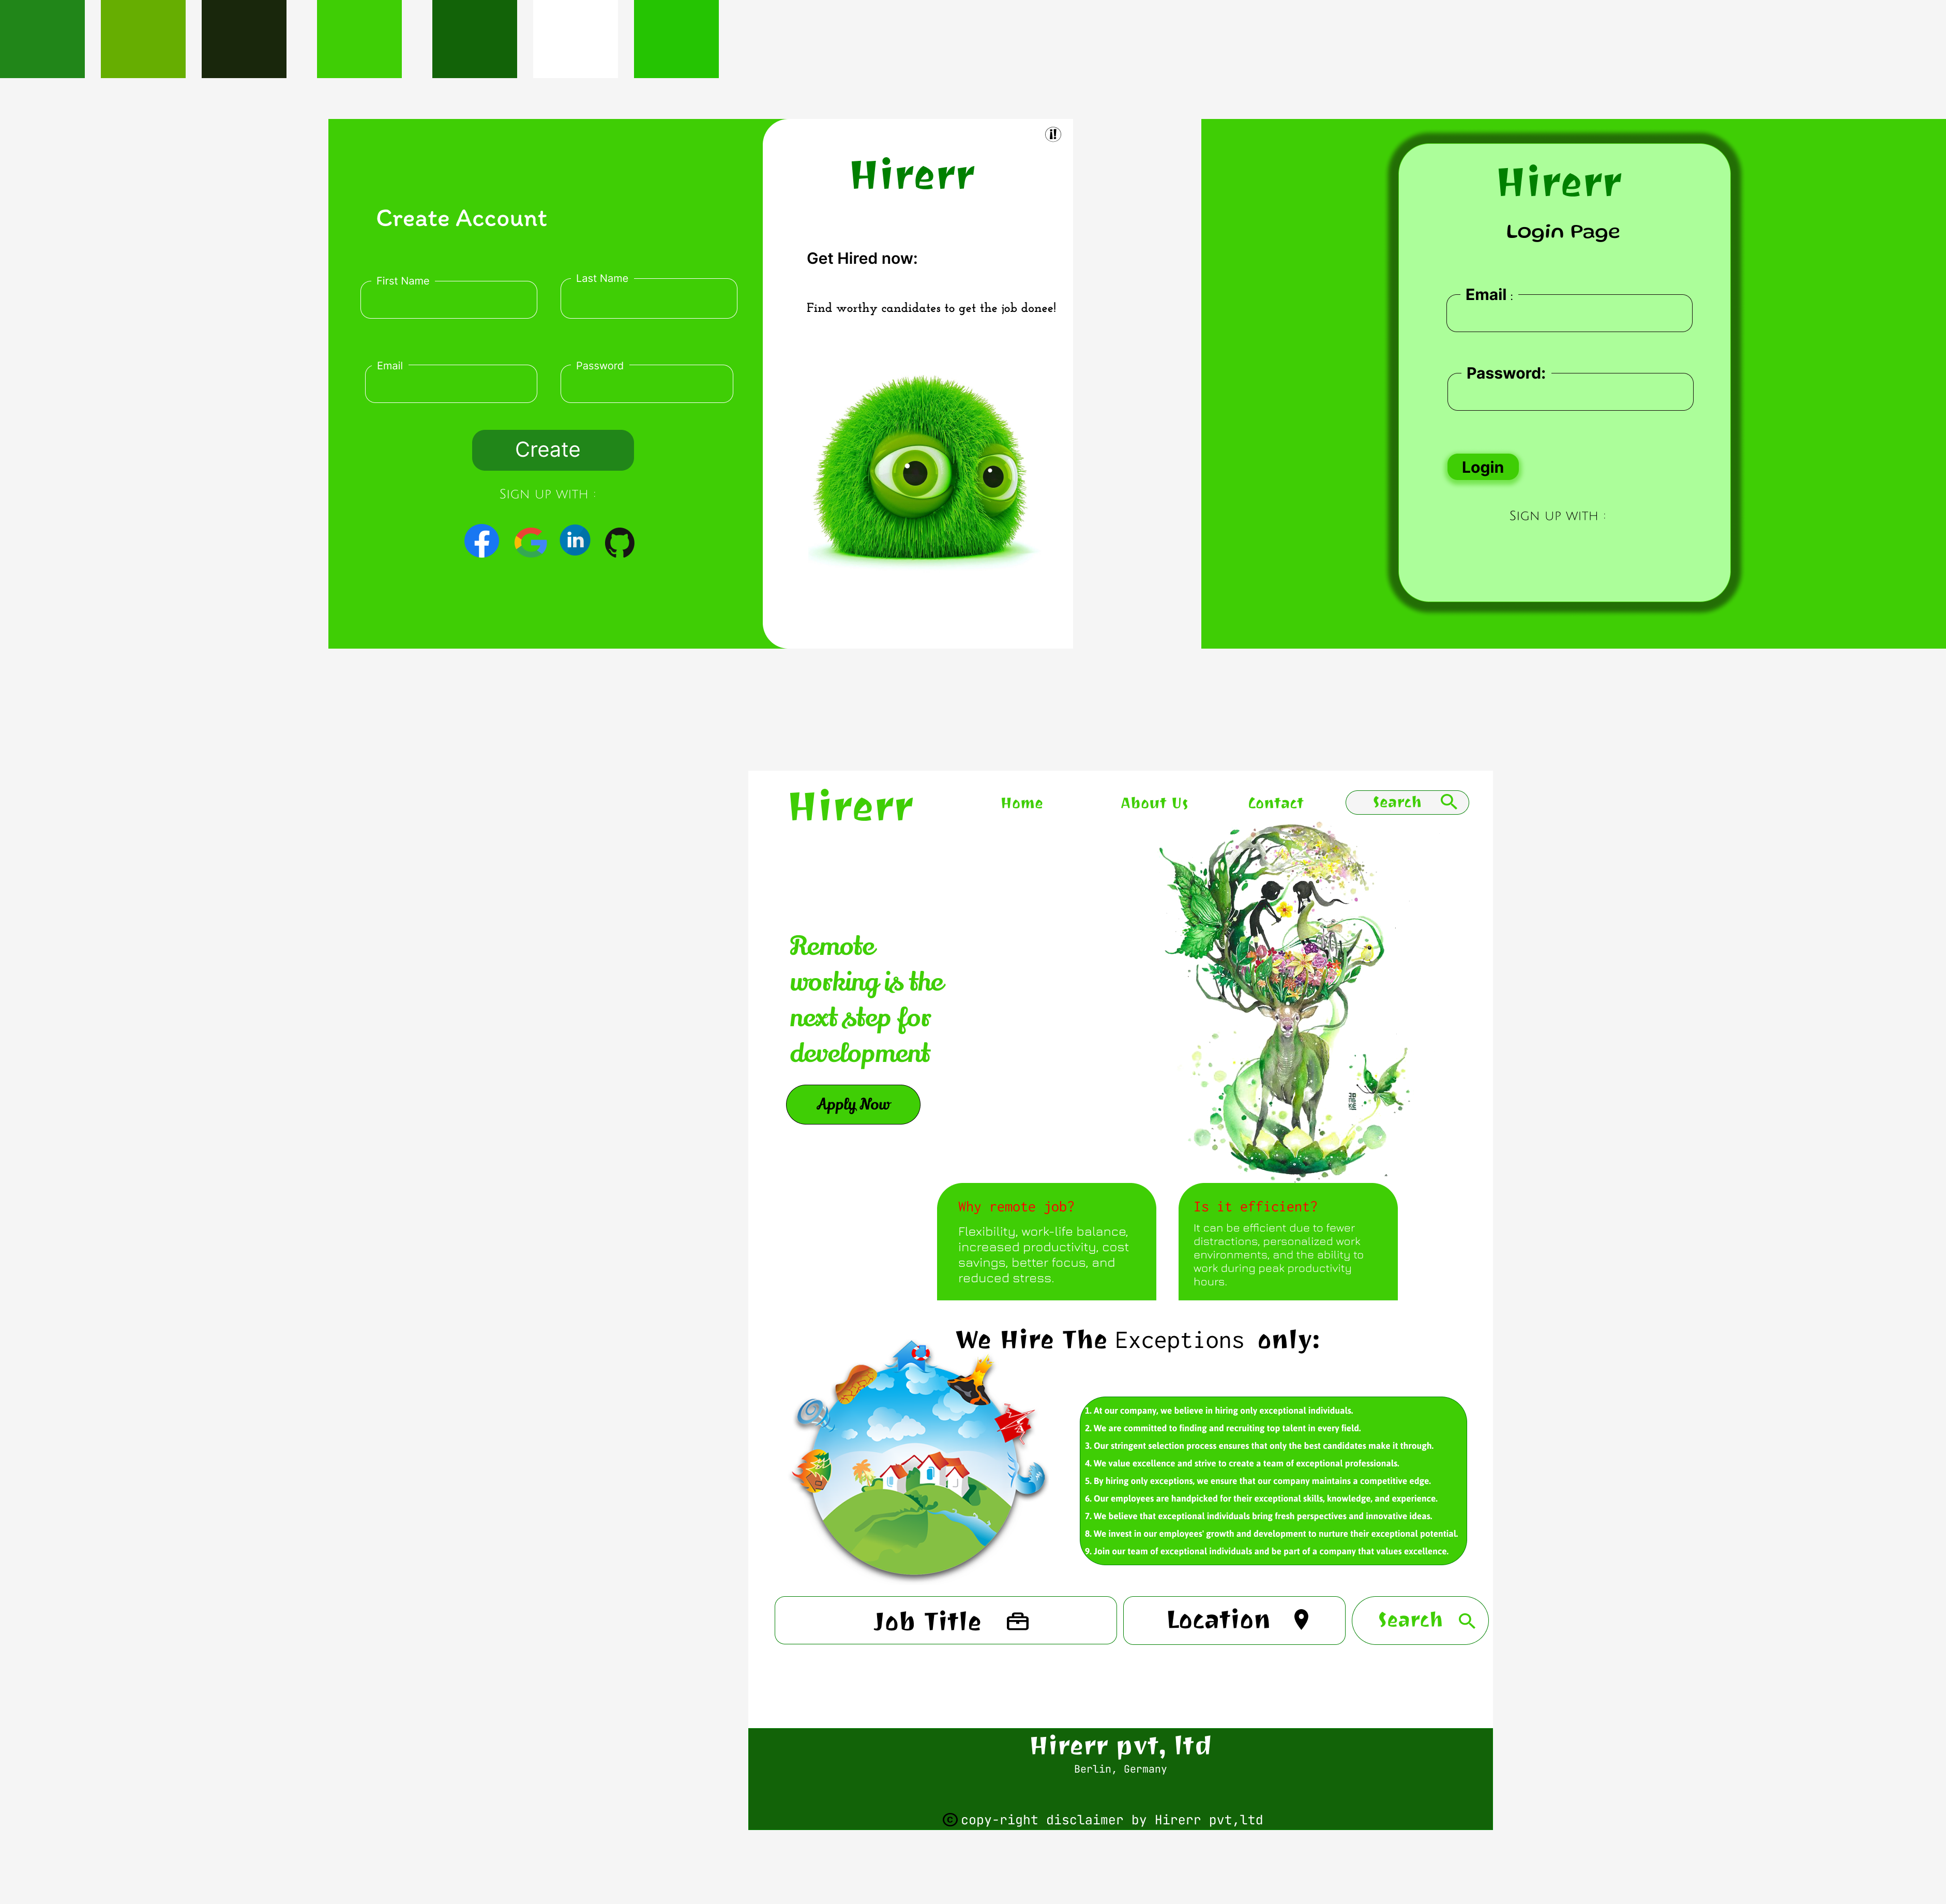 Hirerr
Create Account
First Name
Last Name
Email
Password
Create
Sign up with :
Get Hired now:
Find worthy candidates to get the job donee!
Hirerr
Login Page
Email :
Password:
Login
Sign up with :
Hirerr
Home
About Us
Contact
Search
Remote
working is the
next step for
development
Apply Now
Why remote job?
Flexibility, work-life balance,
increased productivity, cost
savings, better focus, and
reduced stress.
Is it efficient?
It can be efficient due to fewer
distractions, personalized work
environments, and the ability to
work during peak productivity
hours.
We Hire The Exceptions only:
1. At our company, we believe in hiring only exceptional individuals.
2. We are committed to finding and recruiting top talent in every field.
3. Our stringent selection process ensures that only the best candidates make it through.
4. We value excellence and strive to create a team of exceptional professionals.
5. By hiring only exceptions, we ensure that our company maintains a competitive edge.
6. Our employees are handpicked for their exceptional skills, knowledge, and experience.
7. We believe that exceptional individuals bring fresh perspectives and innovative ideas.
8. We invest in our employees' growth and development to nurture their exceptional potential.
9. Join our team of exceptional individuals and be part of a company that values excellence.
Job Title
Location
Search
Hirerr pvt, ltd
Berlin, Germany
© copy-right disclaimer by Hirerr pvt,ltd